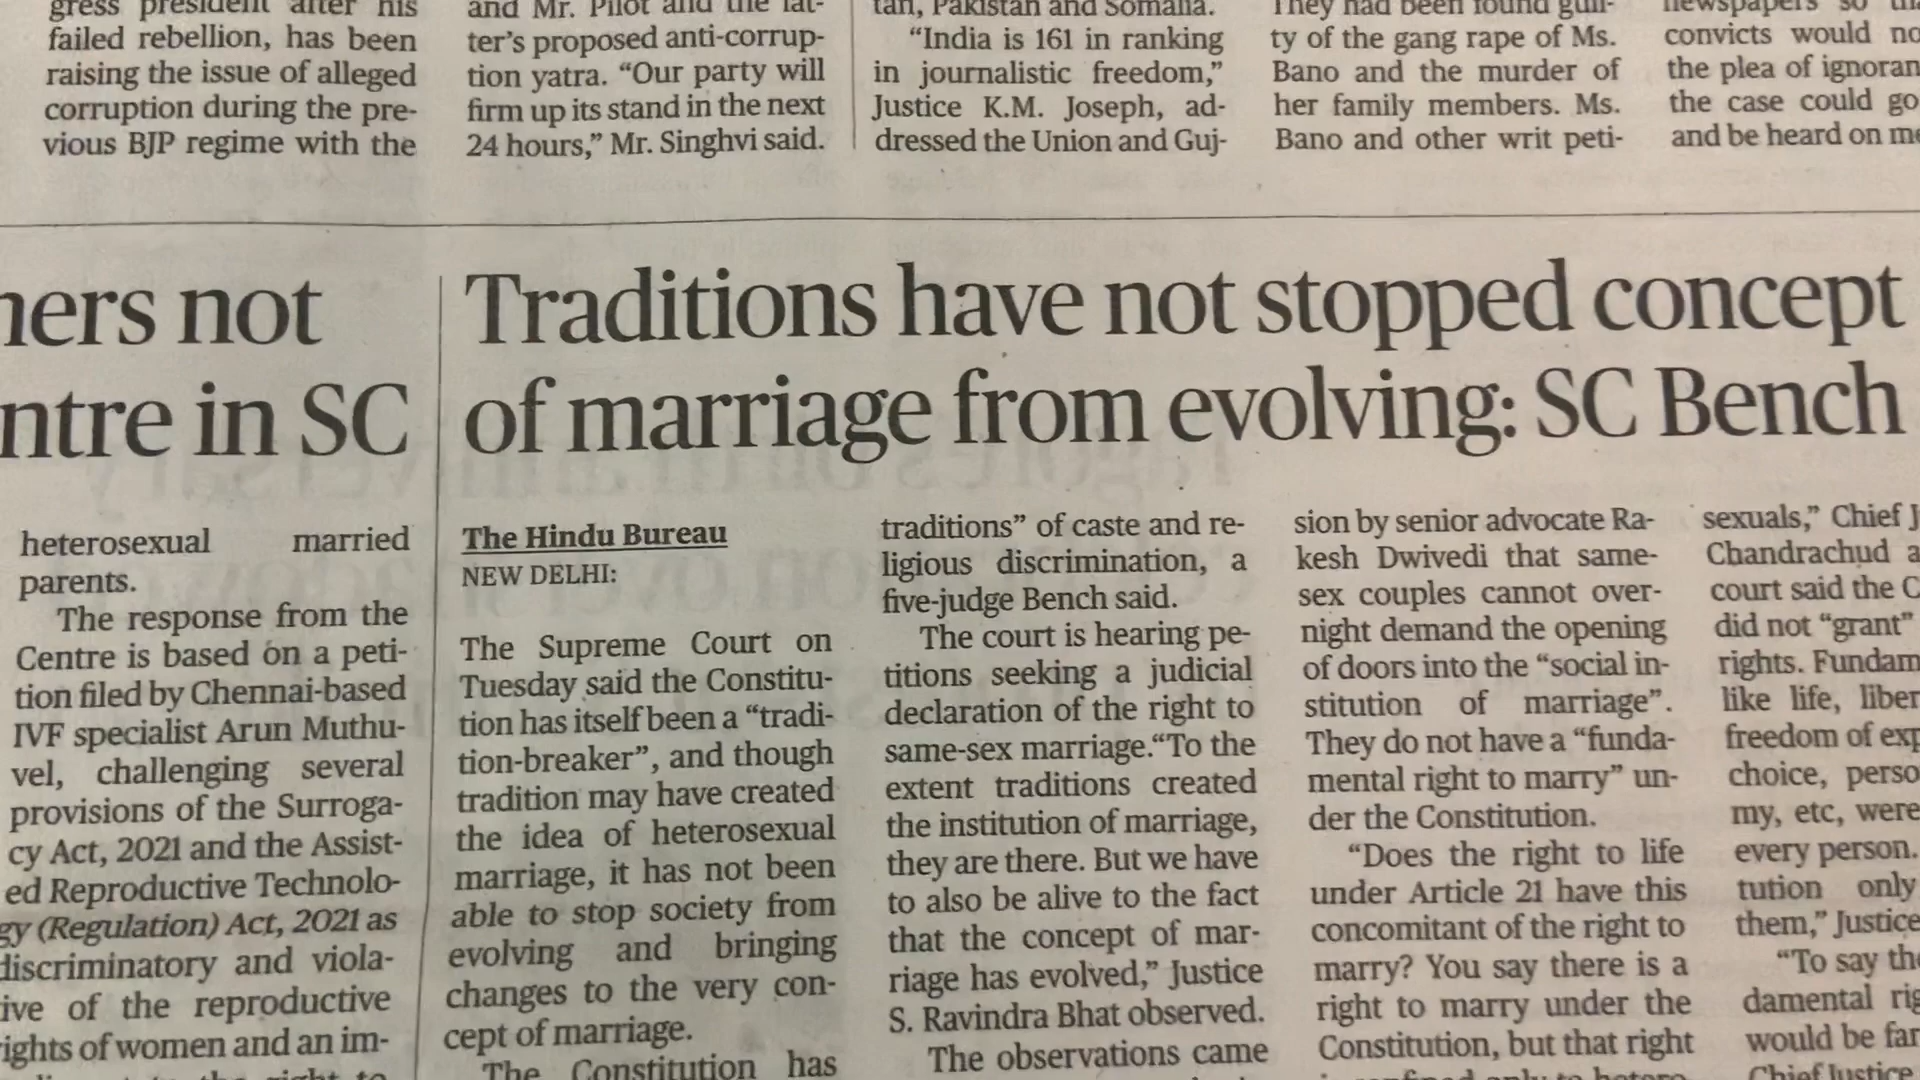 gress president after his
failed rebellion, has been
raising the issue of alleged
corruption during the pre-
vious BJP regime with the
and Mr. Pilot and the lat-
ter’s proposed anti-corrup-
tion yatra. “Our party will
firm up its stand in the next
24 hours,” Mr. Singhvi said.
tan, Pakistan and Somalia.
“India is 161 in ranking
in journalistic freedom,”
Justice K.M. Joseph, ad-
dressed the Union and Guj-
They had been found guil-
ty of the gang rape of Ms.
Bano and the murder of
her family members. Ms.
Bano and other writ peti-
newspapers so
convicts would
the plea of
the case could go
and be heard on
not
in SC
heterosexual married
parents.
The response from the
Centre is based on a peti-
tion filed by Chennai-based
IVF specialist Arun Muthu-
vel, challenging several
provisions of the Surroga-
cy Act, 2021 and the Assist-
ed Reproductive Technolo-
gy (Regulation) Act, 2021 as
discriminatory and viola-
tive of the reproductive
rights of women and an im-
Traditions have not stopped concept
of marriage from evolving: SC Bench
The Hindu Bureau
NEW DELHI:
The Supreme Court on
Tuesday said the Constitu-
tion has itself been a “tradi-
tion-breaker”, and though
tradition may have created
the idea of heterosexual
marriage, it has not been
able to stop society from
evolving and bringing
changes to the very con-
cept of marriage.
The Constitution has
traditions” of caste and re-
ligious discrimination, a
five-judge Bench said.
The court is hearing pe-
titions seeking a judicial
declaration of the right to
same-sex marriage.“To the
extent traditions created
the institution of marriage,
they are there. But we have
to also be alive to the fact
that the concept of mar-
riage has evolved,” Justice
S. Ravindra Bhat observed.
The observations came
sion by senior advocate Ra-
kesh Dwivedi that same-
sex couples cannot over-
night demand the opening
of doors into the “social in-
stitution of marriage”.
They do not have a “funda-
mental right to marry” un-
der the Constitution.
“Does the right to life
under Article 21 have this
concomitant of the right to
marry? You say there is a
right to marry under the
Constitution, but that right
sexuals,” Chief
Chandrachud
court said the
did not “grant”
rights.
like life,
freedom of
choice,
my, etc, were
every person.
tution only
them,” Justice
“To say
damental
would be
Chief Justice